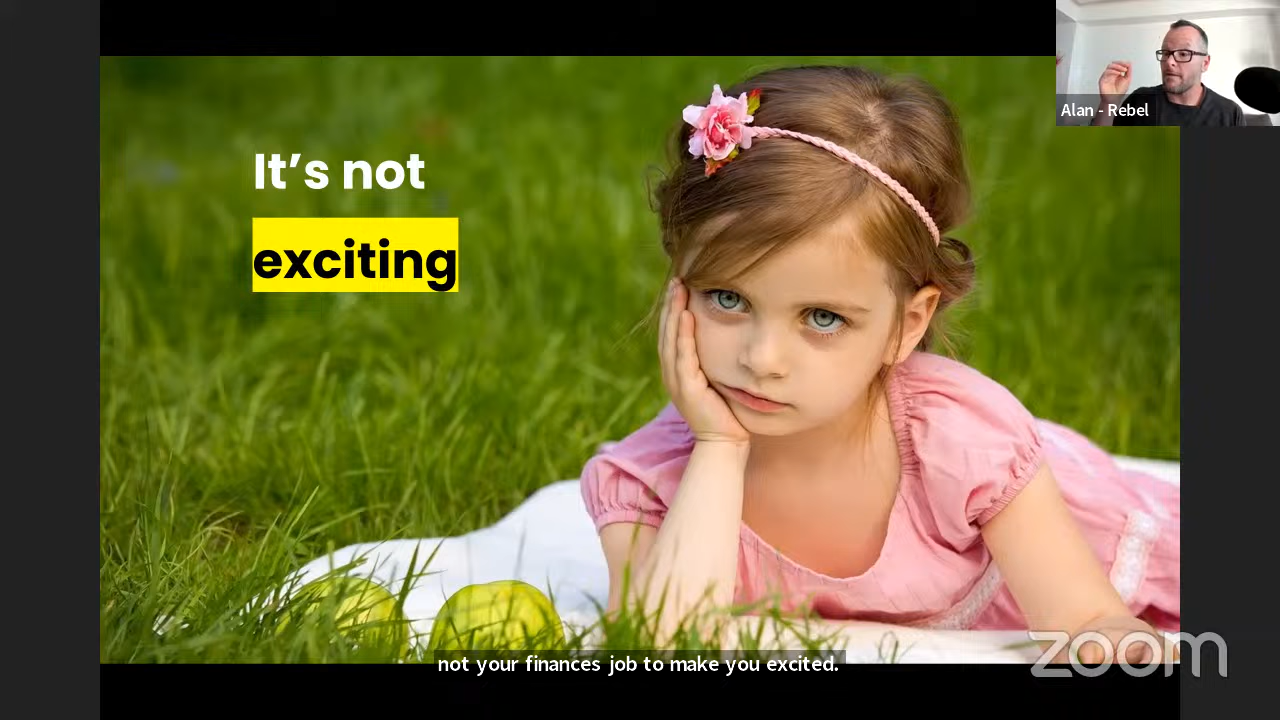 Alan - Rebel
It’s not
exciting
not your finances job to make you excited.
zoom